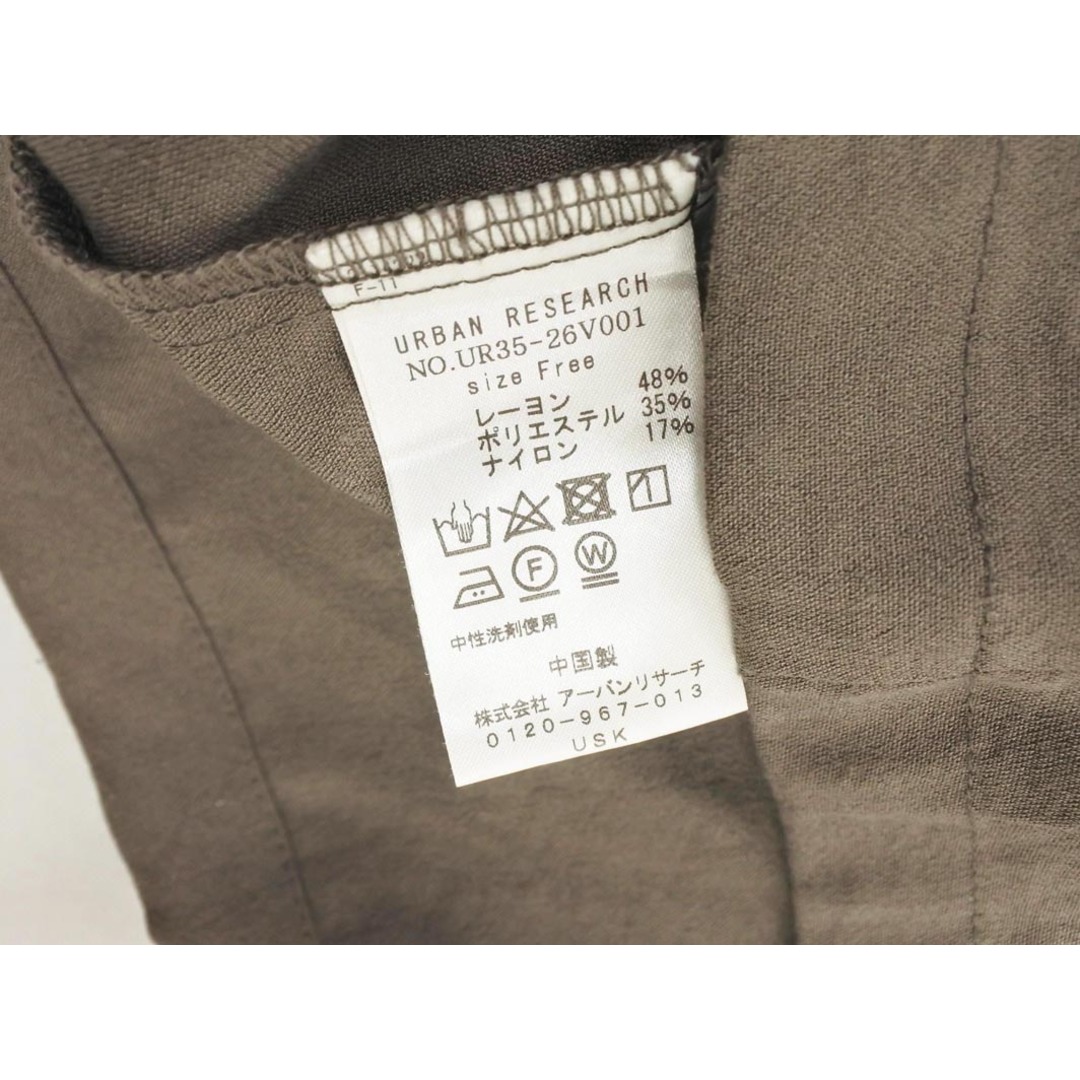 F-11
URBAN RESEARCH
NO.UR35-26V001
size Free
レーヨン 48%
ポリエステル 35%
ナイロン 17%
F W
中性洗剤使用
中国製
株式会社 アーバンリサーチ
0120-967-013
USK